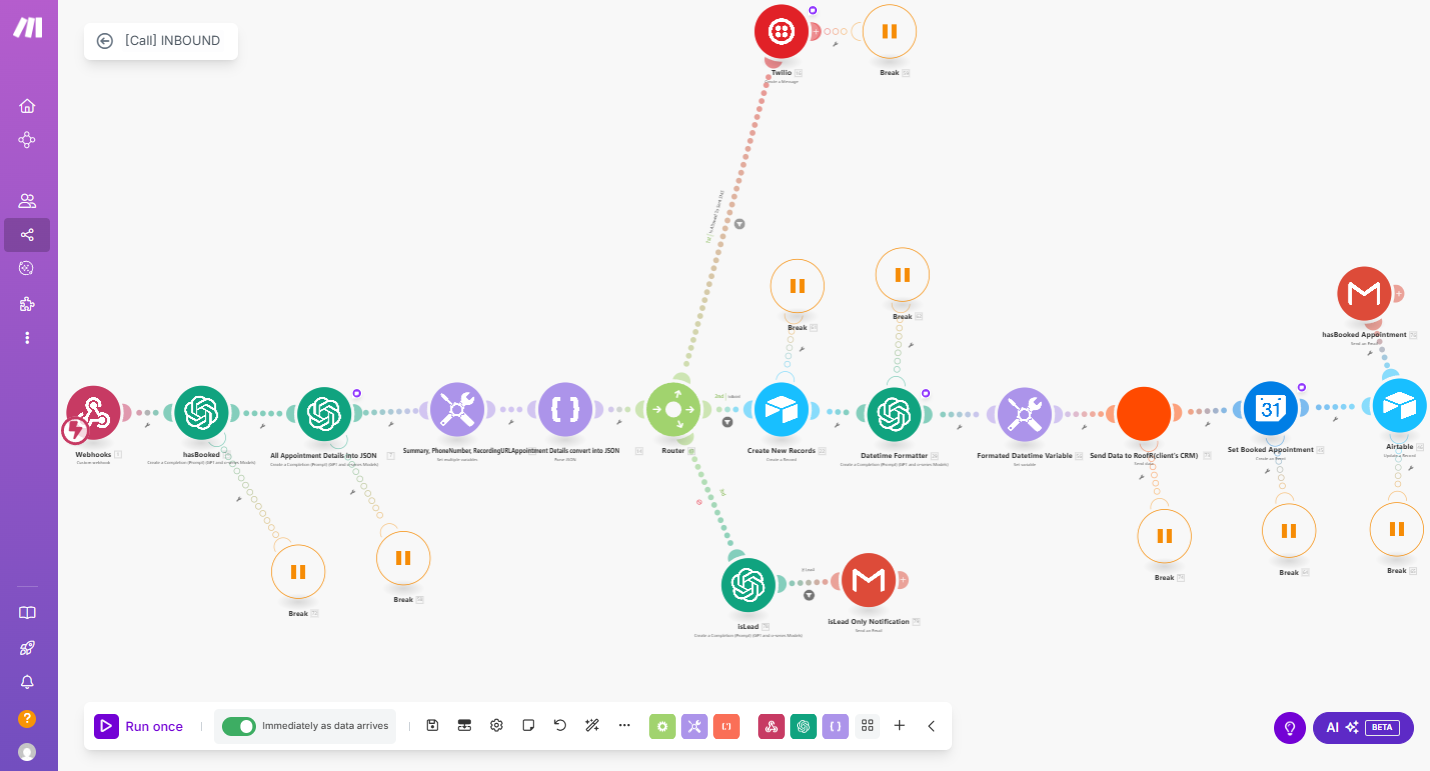 [Call] INBOUND
Twilio
Create a Message
Break
Break
Break
hasBooked Appointment
Send an Email
2nd
inbound
Webhooks
Custom webhook
hasBooked
Create a Completion (Prompt) (GPT and o-series Models)
All Appointment Details into JSON
Create a Completion (Prompt) (GPT and o-series Models)
Summary, PhoneNumber, RecordingURL
Set multiple variables
Appointment Details convert into JSON
Parse JSON
Router
Create New Records
Create a Record
Datetime Formatter
Create a Completion (Prompt) (GPT and o-series Models)
Formated Datetime Variable
Set variable
Send Data to RoofR(client's CRM)
Send data
31
Set Booked Appointment
Create an Event
Airtable
Update a Record
Break
Break
Break
Break
Break
isLead
Create a Completion (Prompt) (GPT and o-series Models)
isLead
isLead Only Notification
Send an Email
Run once
Immediately as data arrives
AI
BETA